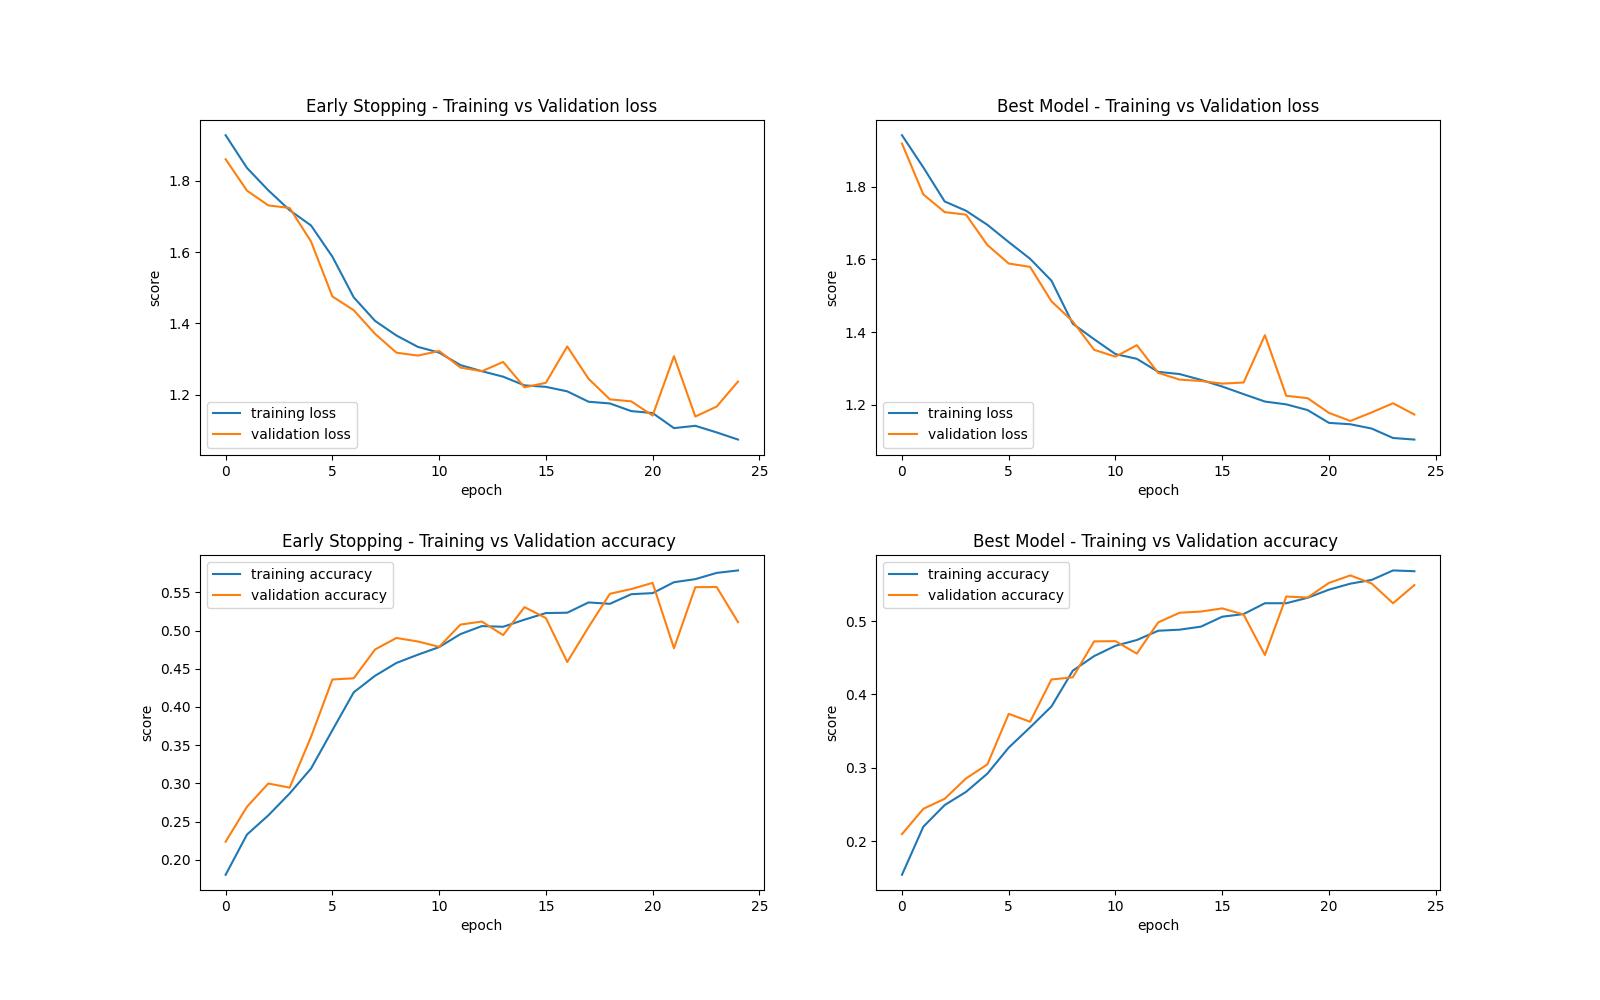 Early Stopping - Training vs Validation loss
score
1.8
1.6
1.4
1.2
training loss
validation loss
0 5 10 15 20 25
epoch
Best Model - Training vs Validation loss
score
1.8
1.6
1.4
1.2
training loss
validation loss
0 5 10 15 20 25
epoch
Early Stopping - Training vs Validation accuracy
score
training accuracy
validation accuracy
0.55
0.50
0.45
0.40
0.35
0.30
0.25
0.20
0 5 10 15 20 25
epoch
Best Model - Training vs Validation accuracy
score
training accuracy
validation accuracy
0.5
0.4
0.3
0.2
0 5 10 15 20 25
epoch